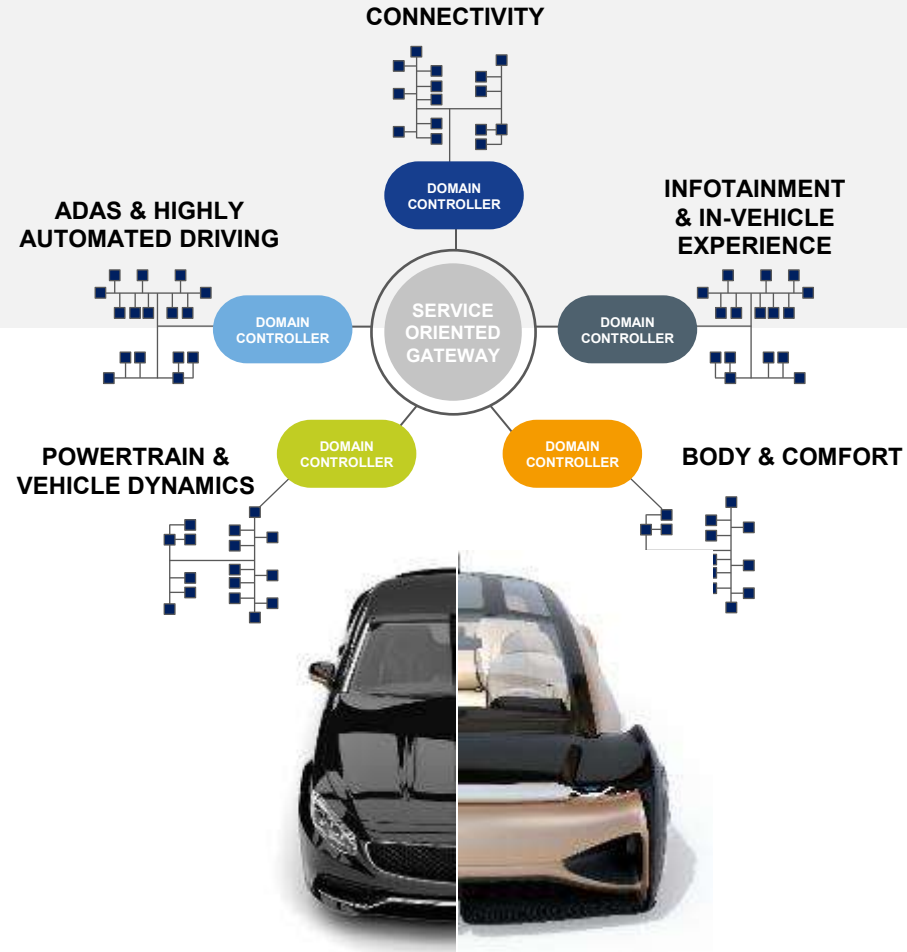 CONNECTIVITY
DOMAIN
CONTROLLER
ADAS & HIGHLY
AUTOMATED DRIVING
INFOTAINMENT
& IN-VEHICLE
EXPERIENCE
DOMAIN
CONTROLLER
SERVICE
ORIENTED
GATEWAY
DOMAIN
CONTROLLER
POWERTRAIN &
VEHICLE DYNAMICS
DOMAIN
CONTROLLER
DOMAIN
CONTROLLER
BODY & COMFORT